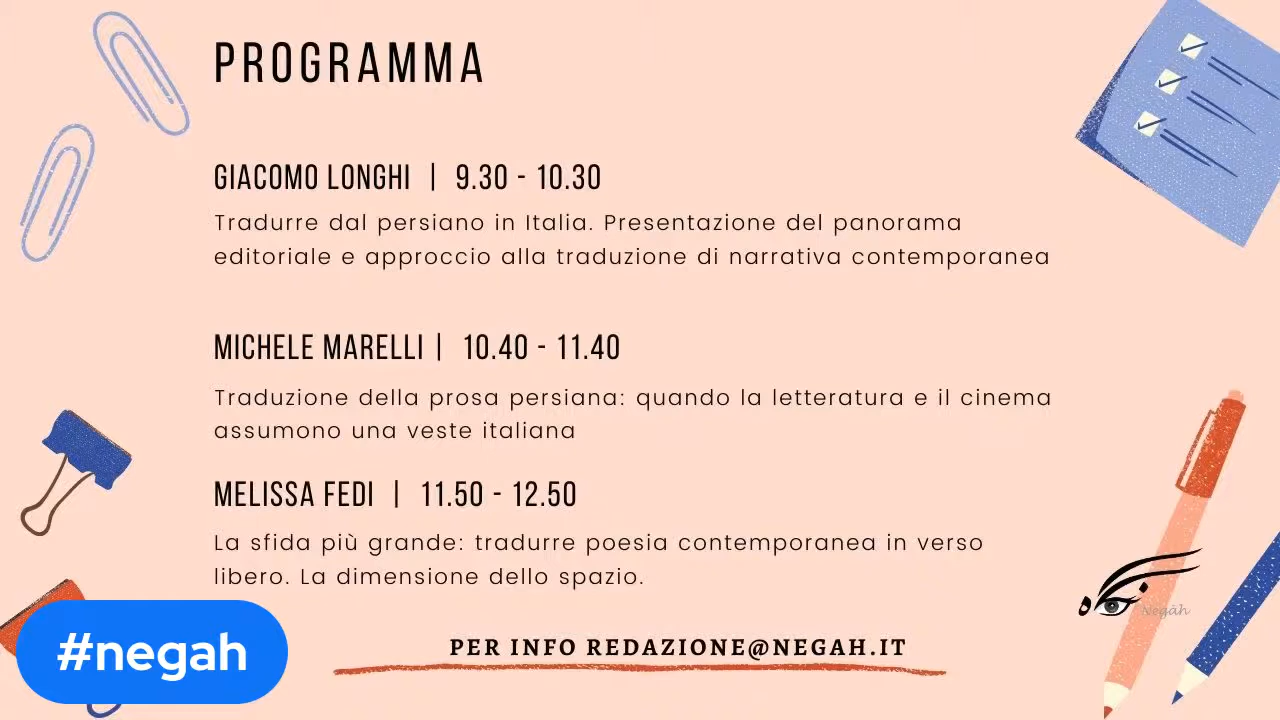 PROGRAMMA
GIACOMO LONGHI | 9.30 - 10.30
Tradurre dal persiano in Italia. Presentazione del panorama
editoriale e approccio alla traduzione di narrativa contemporanea
MICHELE MARELLI | 10.40 - 11.40
Traduzione della prosa persiana: quando la letteratura e il cinema
assumono una veste italiana
MELISSA FEDI | 11.50 - 12.50
La sfida più grande: tradurre poesia contemporanea in verso
libero. La dimensione dello spazio.
Negāh
PER INFO REDAZIONE@NEGAH.IT
#negah